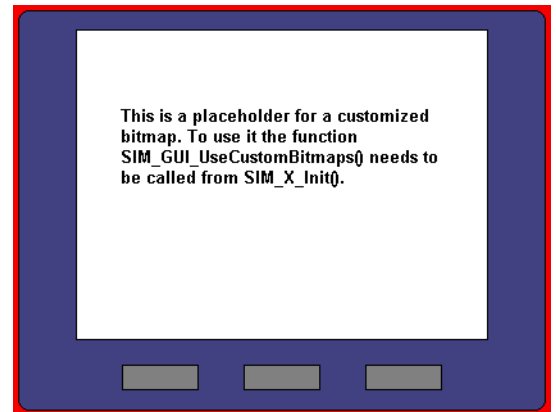 This is a placeholder for a customized
bitmap. To use it the function
SIM_GUI_UseCustomBitmaps() needs to
be called from SIM_X_Init().